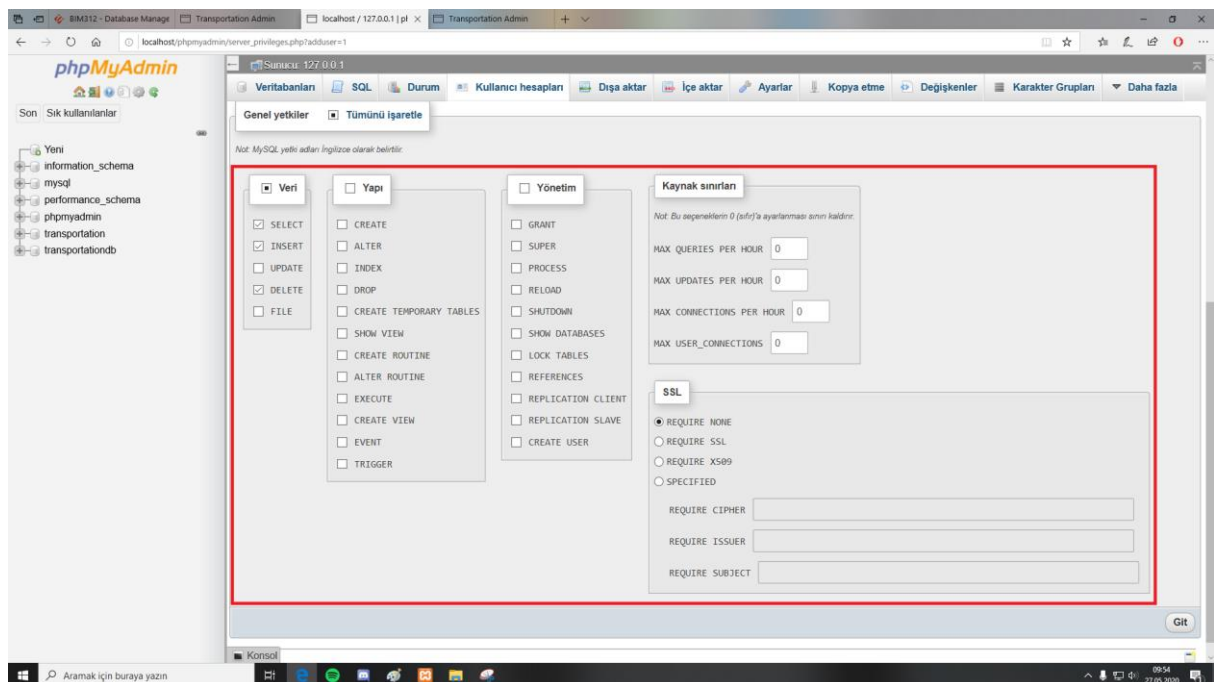 BIM312 - Database Manage
Transportation Admin
localhost / 127.0.0.1 | pl
Transportation Admin
localhost/phpmyadmin/server_privileges.php?adduser=1
phpMyAdmin
Son Sık kullanılanlar
Yeni
information_schema
mysql
performance_schema
phpmyadmin
transportation
transportationdb
Sunucu: 127.0.0.1
Veritabanları SQL Durum Kullanıcı hesapları Dışa aktar İçe aktar Ayarlar Kopya etme Değişkenler Karakter Grupları Daha fazla
Genel yetkiler Tümünü işaretle
Not: MySQL yetki adları İngilizce olarak belirtilir.
Veri
SELECT
INSERT
UPDATE
DELETE
FILE
Yapı
CREATE
ALTER
INDEX
DROP
CREATE TEMPORARY TABLES
SHOW VIEW
CREATE ROUTINE
ALTER ROUTINE
EXECUTE
CREATE VIEW
EVENT
TRIGGER
Yönetim
GRANT
SUPER
PROCESS
RELOAD
SHUTDOWN
SHOW DATABASES
LOCK TABLES
REFERENCES
REPLICATION CLIENT
REPLICATION SLAVE
CREATE USER
Kaynak sınırları
Not: Bu seçeneklerin 0 (sıfır)'a ayarlanması sınırı kaldırır.
MAX QUERIES PER HOUR 0
MAX UPDATES PER HOUR 0
MAX CONNECTIONS PER HOUR 0
MAX USER_CONNECTIONS 0
SSL
REQUIRE NONE
REQUIRE SSL
REQUIRE X509
SPECIFIED
REQUIRE CIPHER
REQUIRE ISSUER
REQUIRE SUBJECT
Git
Konsol
Aramak için buraya yazın
09:54
27.05.2020